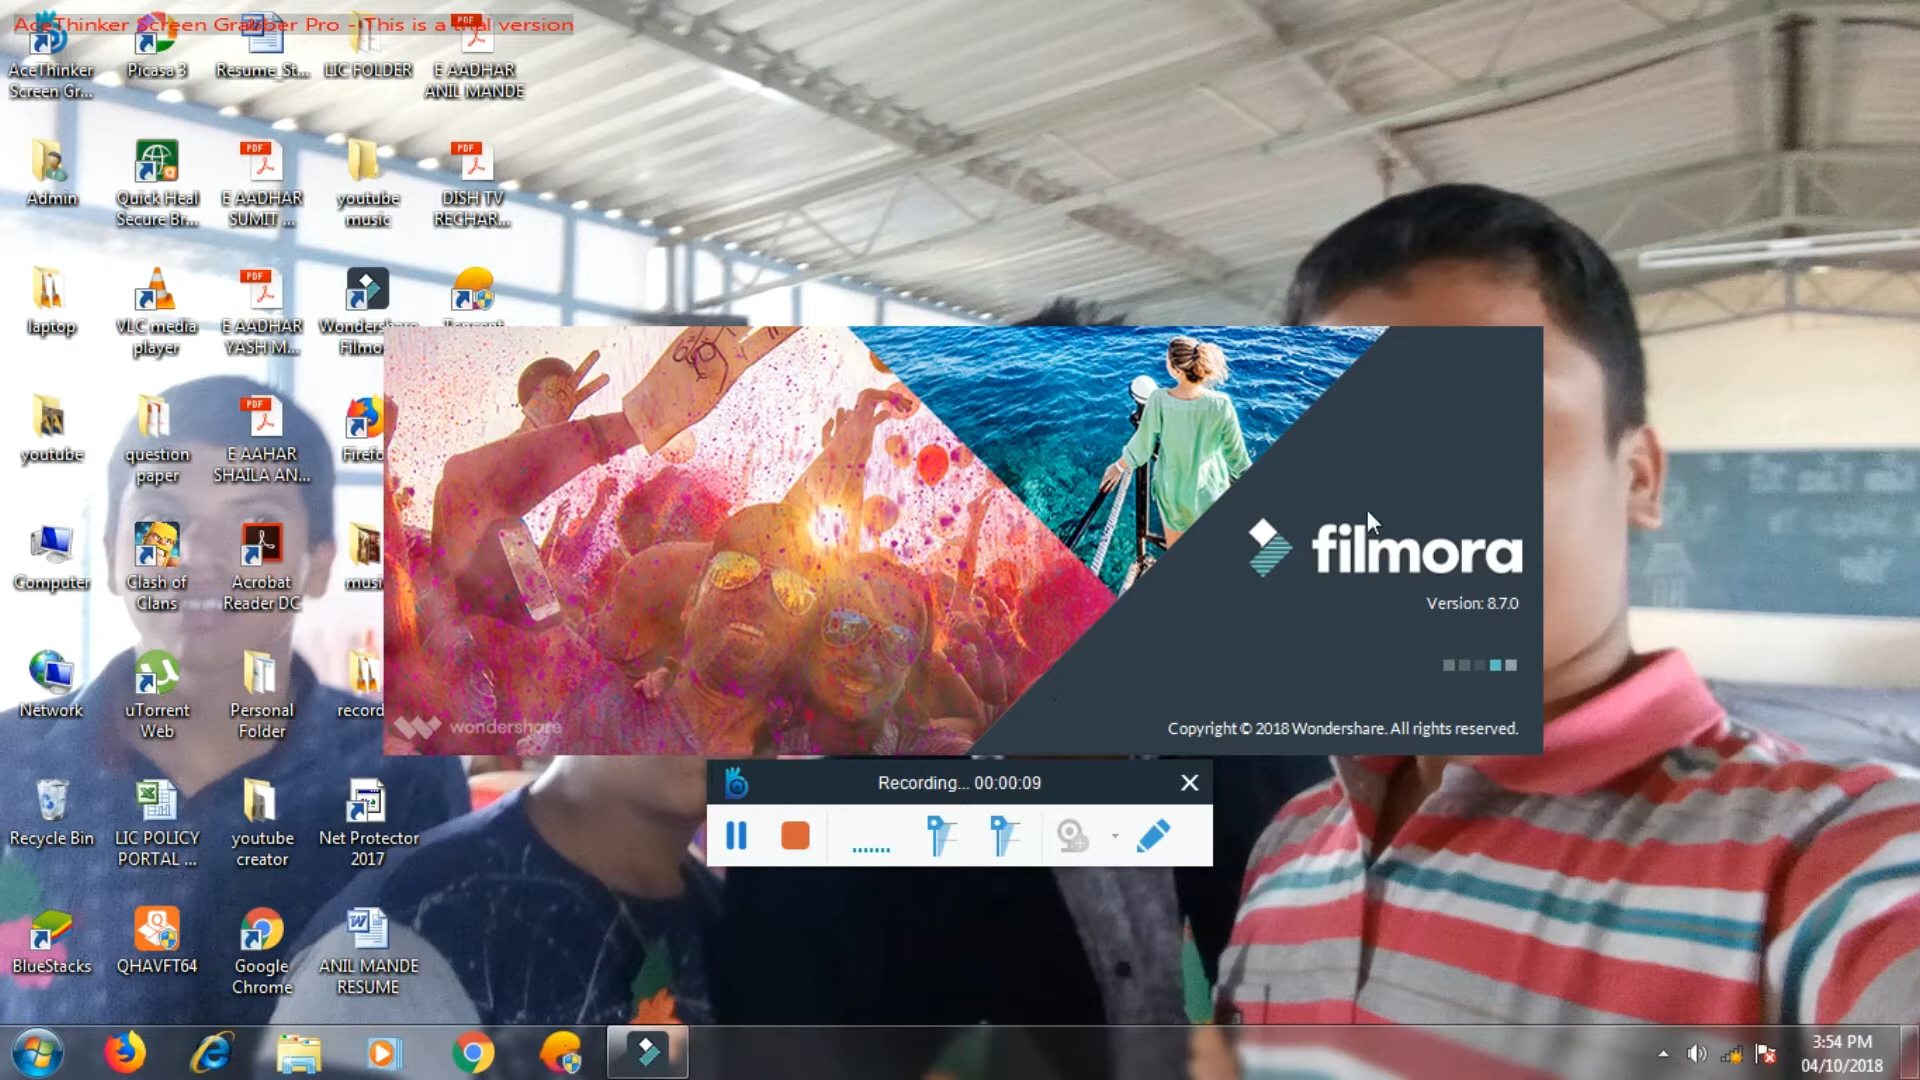 AceThinker Screen Grabber Pro - This is a trial version
AceThinker
Screen Gr...
Picasa 3
Resume_St...
LIC FOLDER
E AADHAR
ANIL MANDE
Admin
Quick Heal
Secure Br...
E AADHAR
SUMIT ...
youtube
music
DISH TV
RECHAR...
laptop
VLC media
player
E AADHAR
YASH M...
Wondershare
Filmo
youtube
question
paper
E AAHAR
SHAILA AN...
Firefo
Computer
Clash of
Clans
Acrobat
Reader DC
musi
Network
uTorrent
Web
Personal
Folder
record
Recycle Bin
LIC POLICY
PORTAL ...
youtube
creator
Net Protector
2017
BlueStacks
QHAVFT64
Google
Chrome
ANIL MANDE
RESUME
filmora
Version: 8.7.0
wondershare
Copyright © 2018 Wondershare. All rights reserved.
Recording... 00:00:09
3:54 PM
04/10/2018